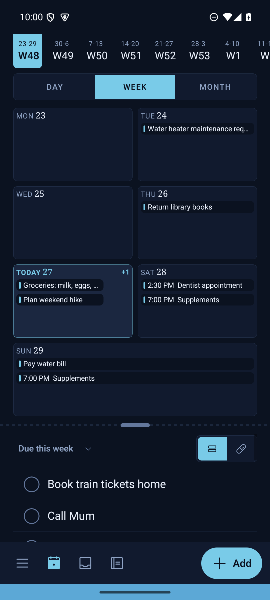 10:00
23-29 30-6 7-13 14-20 21-27 28-3 4-10 11-1
W48 W49 W50 W51 W52 W53 W1 W
DAY WEEK MONTH
MON 23
TUE 24
Water heater maintenance req...
WED 25
THU 26
Return library books
TODAY 27 +1
Groceries: milk, eggs, ...
Plan weekend hike
SAT 28
2:30 PM Dentist appointment
7:00 PM Supplements
SUN 29
Pay water bill
7:00 PM Supplements
Due this week
Book train tickets home
Call Mum
Add